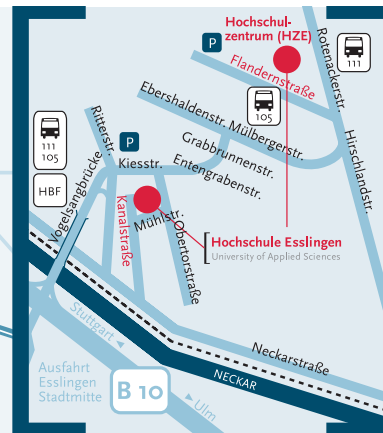 Hochschul-
zentrum (HZE)
P
Flandernstraße
Rotenackerstr.
111
105
Ebershaldenstr.
Mülbergerstr.
Hirschlandstr.
111
105
Ritterstr.
P
Grabbrunnenstr.
Kiesstr.
Entengrabenstr.
HBF
Vogelsangbrücke
Kanalstraße
Mühlstr.
Obertorstraße
Hochschule Esslingen
University of Applied Sciences
Stuttgart
Neckarstraße
NECKAR
Ausfahrt
Esslingen
Stadtmitte
B 10
Ulm